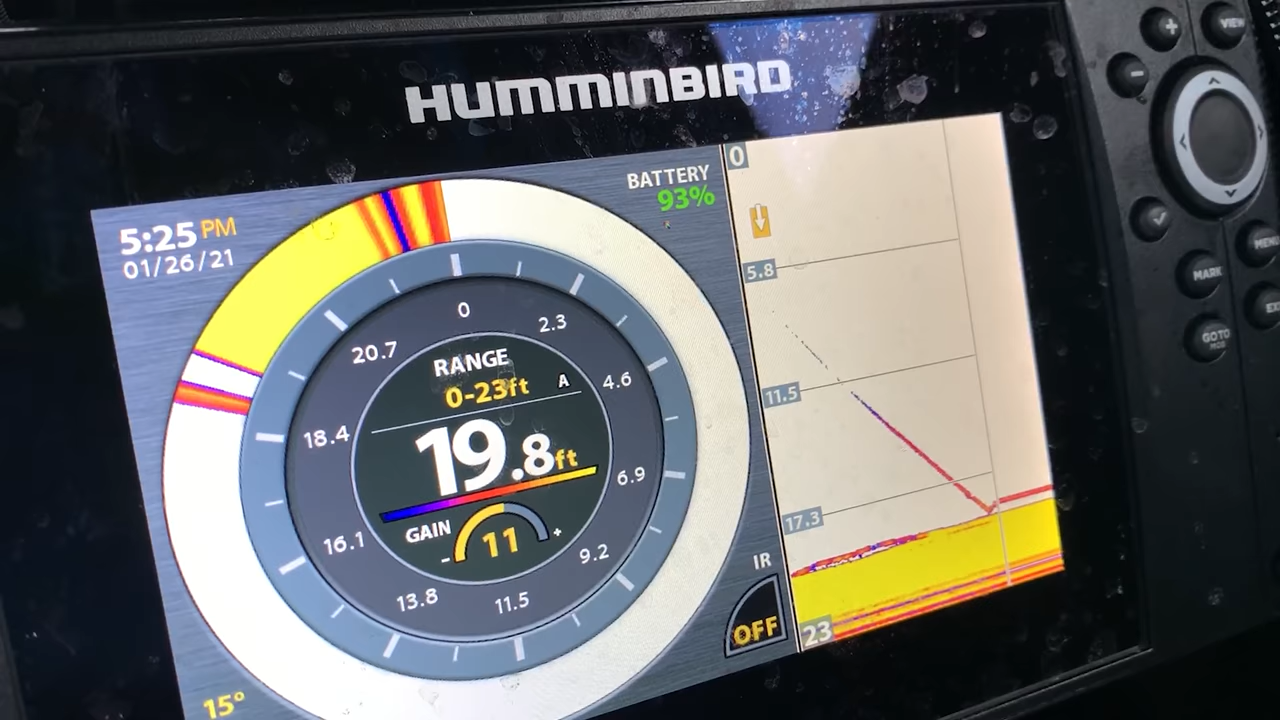 HUMMINBIRD
+
VIEW
-
5:25 PM
01/26/21
BATTERY
93%
0
5.8
11.5
17.3
23
0
2.3
4.6
6.9
9.2
11.5
13.8
16.1
18.4
20.7
RANGE
0-23ft A
19.8ft
GAIN
- 11 +
IR
OFF
15°
MARK
GOTO
MOB